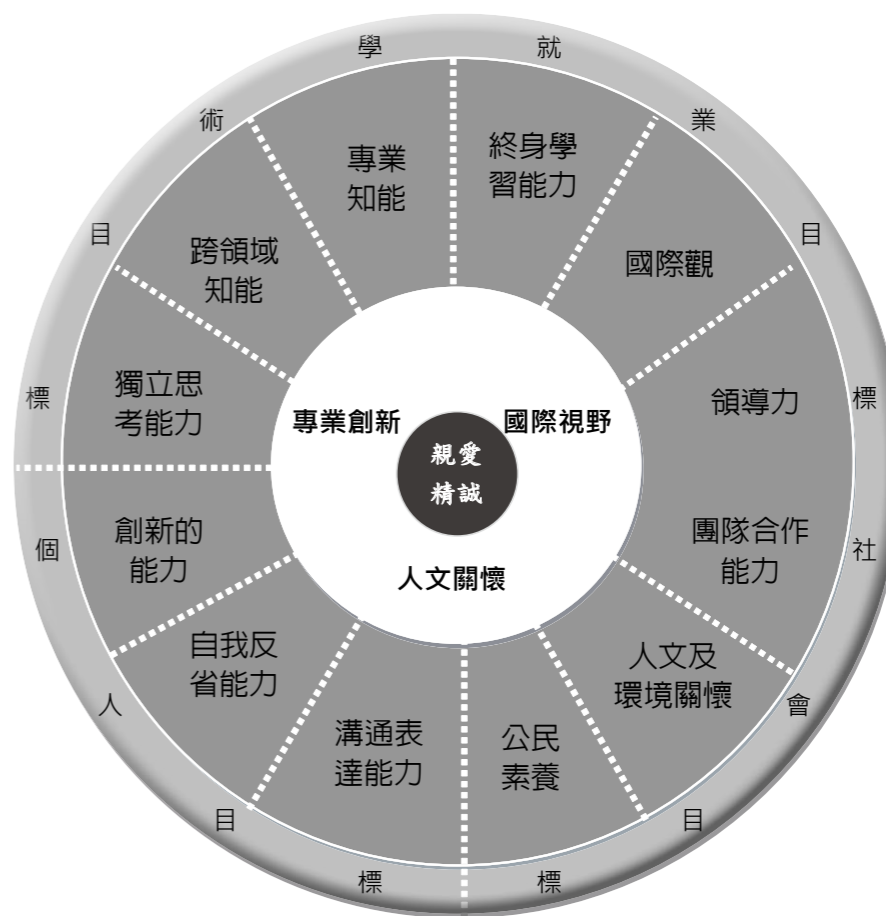 學術目標
就業目標
社會目標
個人目標
專業
知能
終身學
習能力
跨領域
知能
國際觀
獨立思
考能力
領導力
專業創新
國際視野
親愛
精誠
人文關懷
創新的
能力
團隊合作
能力
自我反
省能力
人文及
環境關懷
溝通表
達能力
公民
素養